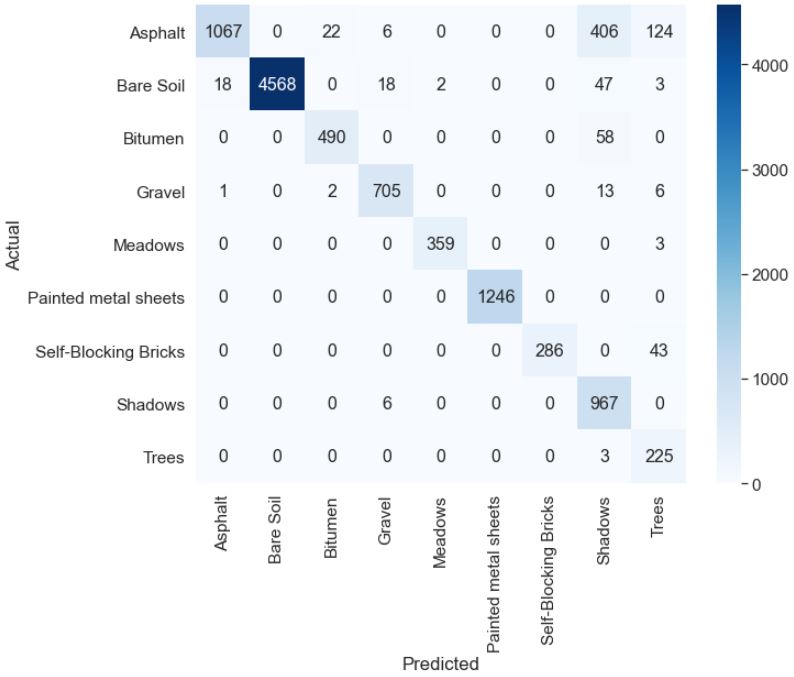 Asphalt 1067 0 22 6 0 0 0 406 124
Bare Soil 18 4568 0 18 2 0 0 47 3
Bitumen 0 0 490 0 0 0 0 58 0
Gravel 1 0 2 705 0 0 0 13 6
Meadows 0 0 0 0 359 0 0 0 3
Painted metal sheets 0 0 0 0 0 1246 0 0 0
Self-Blocking Bricks 0 0 0 0 0 0 286 0 43
Shadows 0 0 0 6 0 0 0 967 0
Trees 0 0 0 0 0 0 0 3 225
Actual
Asphalt
Bare Soil
Bitumen
Gravel
Meadows
Painted metal sheets
Self-Blocking Bricks
Shadows
Trees
Predicted
4000
3000
2000
1000
0